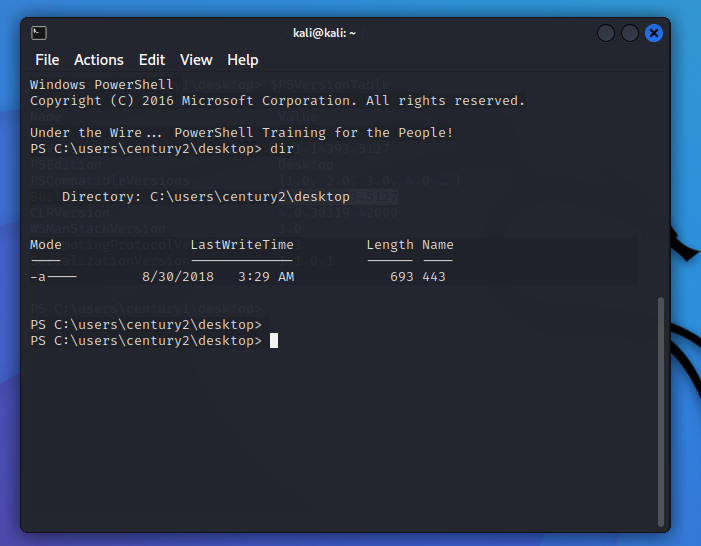 kali@kali: ~
File Actions Edit View Help
Windows PowerShell
Copyright (C) 2016 Microsoft Corporation. All rights reserved.
Under the Wire... PowerShell Training for the People!
PS C:\users\century2\desktop> dir
Directory: C:\users\century2\desktop
Mode LastWriteTime Length Name
---- ------------- ------ ----
-a---- 8/30/2018 3:29 AM 693 443
PS C:\users\century2\desktop>
PS C:\users\century2\desktop>